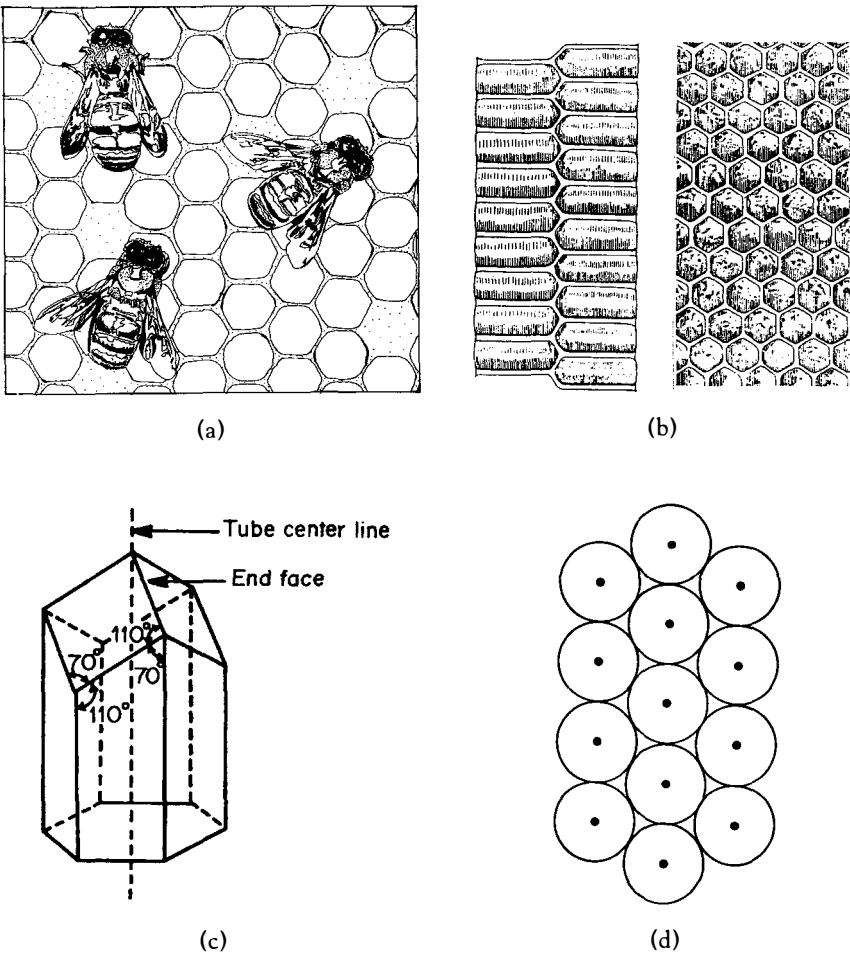 (a)
(b)
Tube center line
End face
110°
70°
70°
110°
(c)
(d)